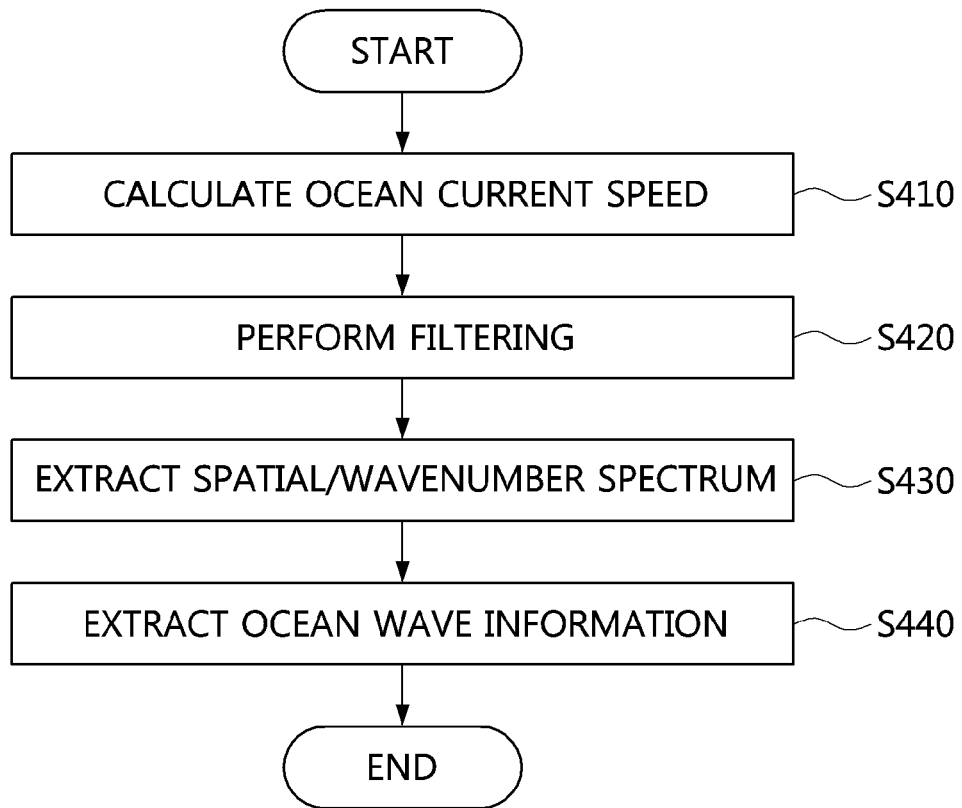 START
CALCULATE OCEAN CURRENT SPEED
S410
PERFORM FILTERING
S420
EXTRACT SPATIAL/WAVENUMBER SPECTRUM
S430
EXTRACT OCEAN WAVE INFORMATION
S440
END